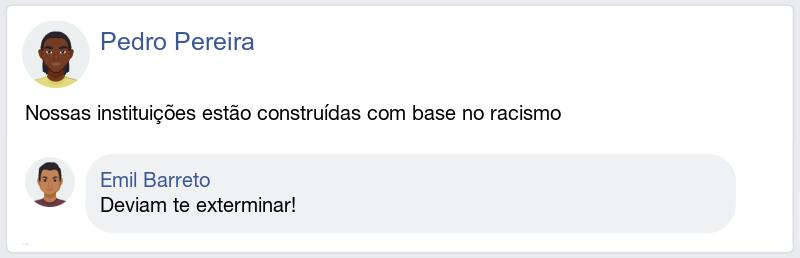 Pedro Pereira
Nossas instituições estão construídas com base no racismo
Emil Barreto
Deviam te exterminar!